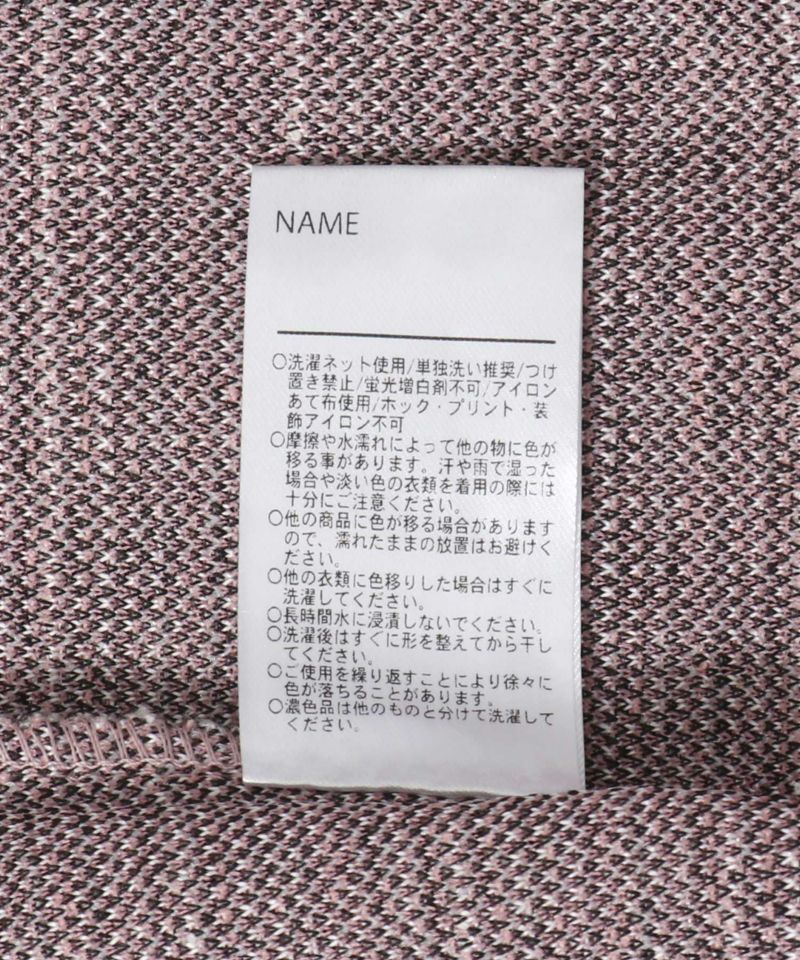 NAME
○洗濯ネット使用/単独洗い推奨/つけ
置き禁止/蛍光増白剤不可/アイロン
あて布使用/ホック・プリント・装
飾アイロン不可
○摩擦や水濡れによって他の物に色が
移る事があります。汗や雨で湿った
場合や淡い色の衣類を着用の際には
十分にご注意ください。
○他の商品に色が移る場合があります
ので、濡れたままの放置はお避けく
ださい。
○他の衣類に色移りした場合はすぐに
洗濯してください。
○長時間水に浸漬しないでください。
○洗濯後はすぐに形を整えてから干し
てください。
○ご使用を繰り返すことにより徐々に
色が落ちることがあります。
○濃色品は他のものと分けて洗濯して
ください。